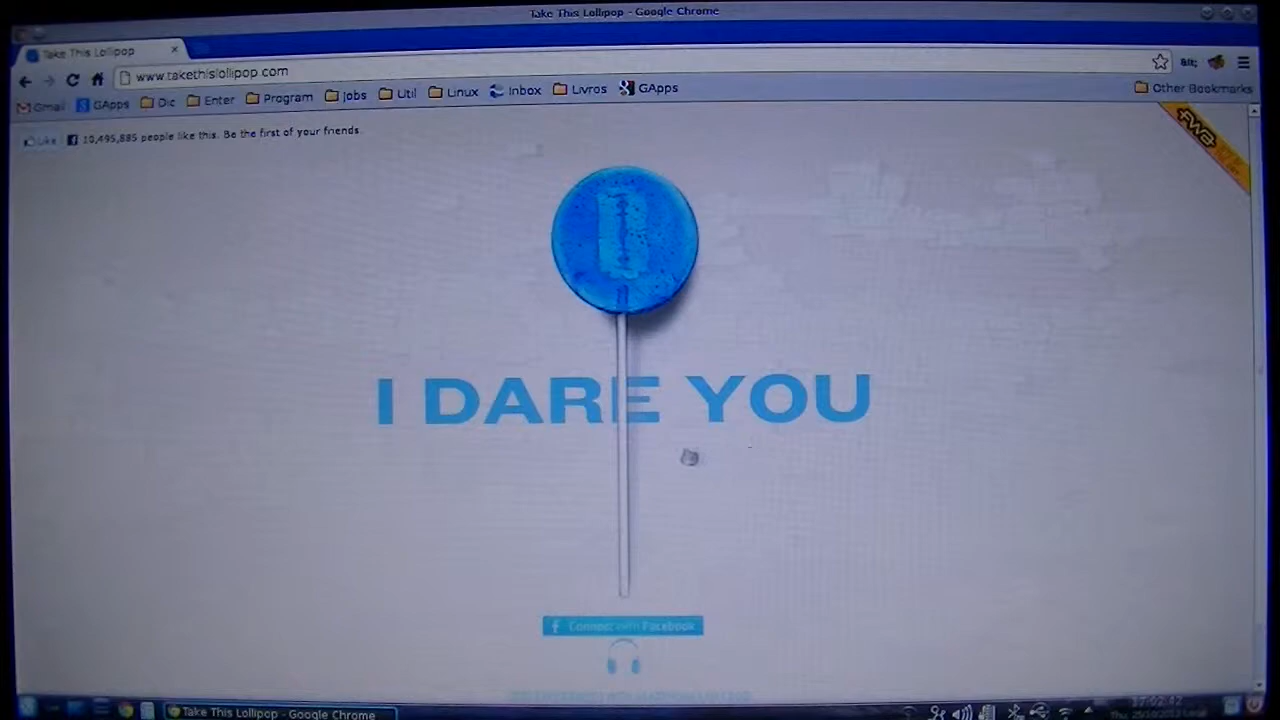 Take This Lollipop - Google Chrome
Take This Lollipop
www.takethislollipop.com
Gmail GApps Dic Enter Program Jobs Util Linux Inbox Livros GApps Other Bookmarks
Like 10,495,885 people like this. Be the first of your friends.
fwa
I DARE YOU
Connect with Facebook
Take This Lollipop - Google Chrome